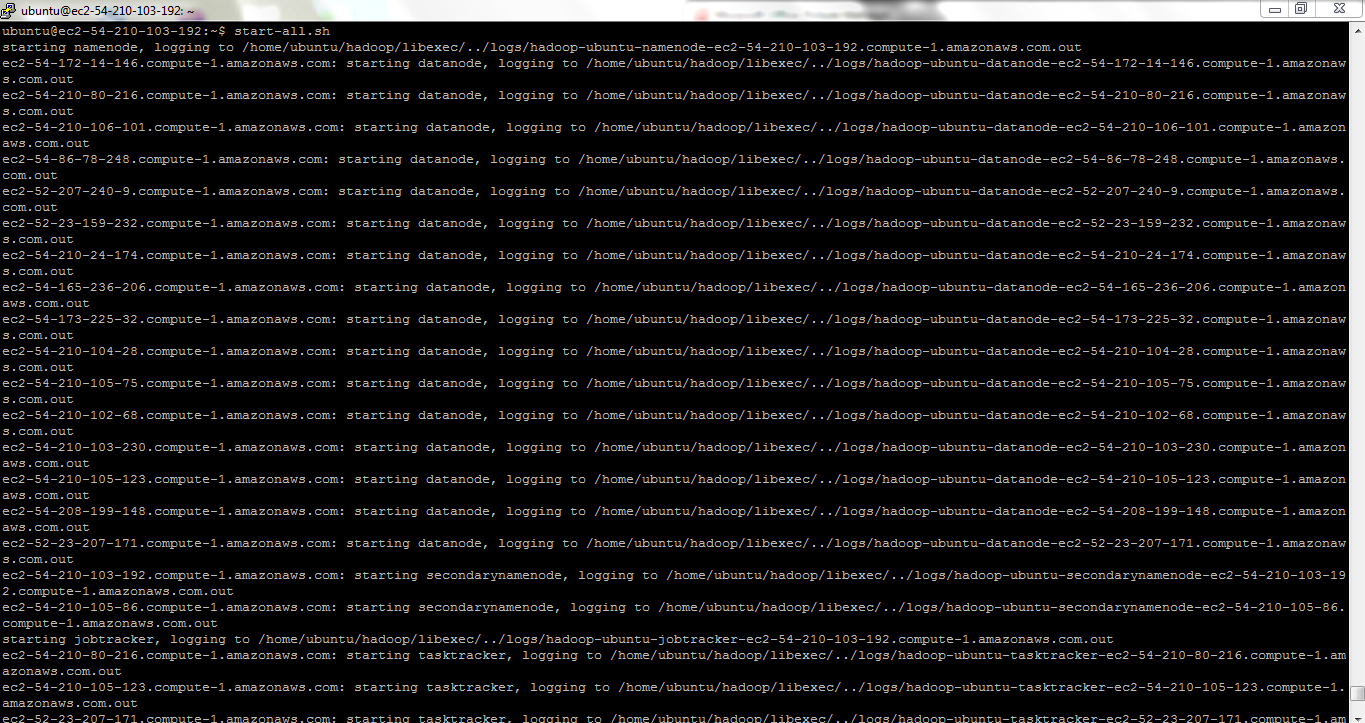 ubuntu@ec2-54-210-103-192: ~
ubuntu@ec2-54-210-103-192:~$ start-all.sh
starting namenode, logging to /home/ubuntu/hadoop/libexec/../logs/hadoop-ubuntu-namenode-ec2-54-210-103-192.compute-1.amazonaws.com.out
ec2-54-172-14-146.compute-1.amazonaws.com: starting datanode, logging to /home/ubuntu/hadoop/libexec/../logs/hadoop-ubuntu-datanode-ec2-54-172-14-146.compute-1.amazonaw
s.com.out
ec2-54-210-80-216.compute-1.amazonaws.com: starting datanode, logging to /home/ubuntu/hadoop/libexec/../logs/hadoop-ubuntu-datanode-ec2-54-210-80-216.compute-1.amazonaw
s.com.out
ec2-54-210-106-101.compute-1.amazonaws.com: starting datanode, logging to /home/ubuntu/hadoop/libexec/../logs/hadoop-ubuntu-datanode-ec2-54-210-106-101.compute-1.amazon
aws.com.out
ec2-54-86-78-248.compute-1.amazonaws.com: starting datanode, logging to /home/ubuntu/hadoop/libexec/../logs/hadoop-ubuntu-datanode-ec2-54-86-78-248.compute-1.amazonaws.
com.out
ec2-52-207-240-9.compute-1.amazonaws.com: starting datanode, logging to /home/ubuntu/hadoop/libexec/../logs/hadoop-ubuntu-datanode-ec2-52-207-240-9.compute-1.amazonaws.
com.out
ec2-52-23-159-232.compute-1.amazonaws.com: starting datanode, logging to /home/ubuntu/hadoop/libexec/../logs/hadoop-ubuntu-datanode-ec2-52-23-159-232.compute-1.amazonaw
s.com.out
ec2-54-210-24-174.compute-1.amazonaws.com: starting datanode, logging to /home/ubuntu/hadoop/libexec/../logs/hadoop-ubuntu-datanode-ec2-54-210-24-174.compute-1.amazonaw
s.com.out
ec2-54-165-236-206.compute-1.amazonaws.com: starting datanode, logging to /home/ubuntu/hadoop/libexec/../logs/hadoop-ubuntu-datanode-ec2-54-165-236-206.compute-1.amazon
aws.com.out
ec2-54-173-225-32.compute-1.amazonaws.com: starting datanode, logging to /home/ubuntu/hadoop/libexec/../logs/hadoop-ubuntu-datanode-ec2-54-173-225-32.compute-1.amazonaw
s.com.out
ec2-54-210-104-28.compute-1.amazonaws.com: starting datanode, logging to /home/ubuntu/hadoop/libexec/../logs/hadoop-ubuntu-datanode-ec2-54-210-104-28.compute-1.amazonaw
s.com.out
ec2-54-210-105-75.compute-1.amazonaws.com: starting datanode, logging to /home/ubuntu/hadoop/libexec/../logs/hadoop-ubuntu-datanode-ec2-54-210-105-75.compute-1.amazonaw
s.com.out
ec2-54-210-102-68.compute-1.amazonaws.com: starting datanode, logging to /home/ubuntu/hadoop/libexec/../logs/hadoop-ubuntu-datanode-ec2-54-210-102-68.compute-1.amazonaw
s.com.out
ec2-54-210-103-230.compute-1.amazonaws.com: starting datanode, logging to /home/ubuntu/hadoop/libexec/../logs/hadoop-ubuntu-datanode-ec2-54-210-103-230.compute-1.amazon
aws.com.out
ec2-54-210-105-123.compute-1.amazonaws.com: starting datanode, logging to /home/ubuntu/hadoop/libexec/../logs/hadoop-ubuntu-datanode-ec2-54-210-105-123.compute-1.amazon
aws.com.out
ec2-54-208-199-148.compute-1.amazonaws.com: starting datanode, logging to /home/ubuntu/hadoop/libexec/../logs/hadoop-ubuntu-datanode-ec2-54-208-199-148.compute-1.amazon
aws.com.out
ec2-52-23-207-171.compute-1.amazonaws.com: starting datanode, logging to /home/ubuntu/hadoop/libexec/../logs/hadoop-ubuntu-datanode-ec2-52-23-207-171.compute-1.amazonaw
s.com.out
ec2-54-210-103-192.compute-1.amazonaws.com: starting secondarynamenode, logging to /home/ubuntu/hadoop/libexec/../logs/hadoop-ubuntu-secondarynamenode-ec2-54-210-103-19
2.compute-1.amazonaws.com.out
ec2-54-210-105-86.compute-1.amazonaws.com: starting secondarynamenode, logging to /home/ubuntu/hadoop/libexec/../logs/hadoop-ubuntu-secondarynamenode-ec2-54-210-105-86.
compute-1.amazonaws.com.out
starting jobtracker, logging to /home/ubuntu/hadoop/libexec/../logs/hadoop-ubuntu-jobtracker-ec2-54-210-103-192.compute-1.amazonaws.com.out
ec2-54-210-80-216.compute-1.amazonaws.com: starting tasktracker, logging to /home/ubuntu/hadoop/libexec/../logs/hadoop-ubuntu-tasktracker-ec2-54-210-80-216.compute-1.am
azonaws.com.out
ec2-54-210-105-123.compute-1.amazonaws.com: starting tasktracker, logging to /home/ubuntu/hadoop/libexec/../logs/hadoop-ubuntu-tasktracker-ec2-54-210-105-123.compute-1.
amazonaws.com.out
ec2-52-23-207-171.compute-1.amazonaws.com: starting tasktracker, logging to /home/ubuntu/hadoop/libexec/../logs/hadoop-ubuntu-tasktracker-ec2-52-23-207-171.compute-1.am